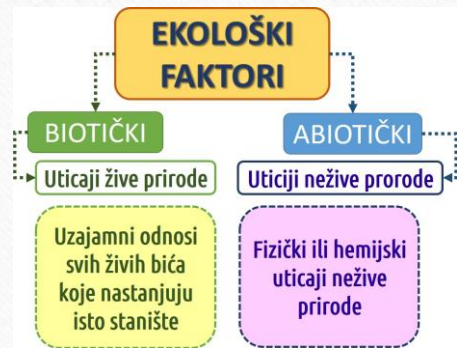 EKOLOŠKI
FAKTORI
BIOTIČKI
ABIOTIČKI
Uticaji žive prirode
Uticiji nežive prorode
Uzajamni odnosi
svih živih bića
koje nastanjuju
isto stanište
Fizički ili hemijski
uticaji nežive
prirode